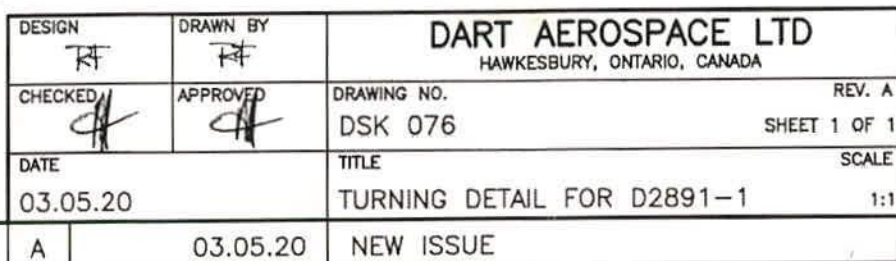 DESIGN
DRAWN BY
DART AEROSPACE LTD
HAWKESBURY, ONTARIO, CANADA
CHECKED
APPROVED
DRAWING NO.
REV. A
DSK 076
SHEET 1 OF 1
DATE
TITLE
SCALE
03.05.20
TURNING DETAIL FOR D2891-1
1:1
A
03.05.20
NEW ISSUE